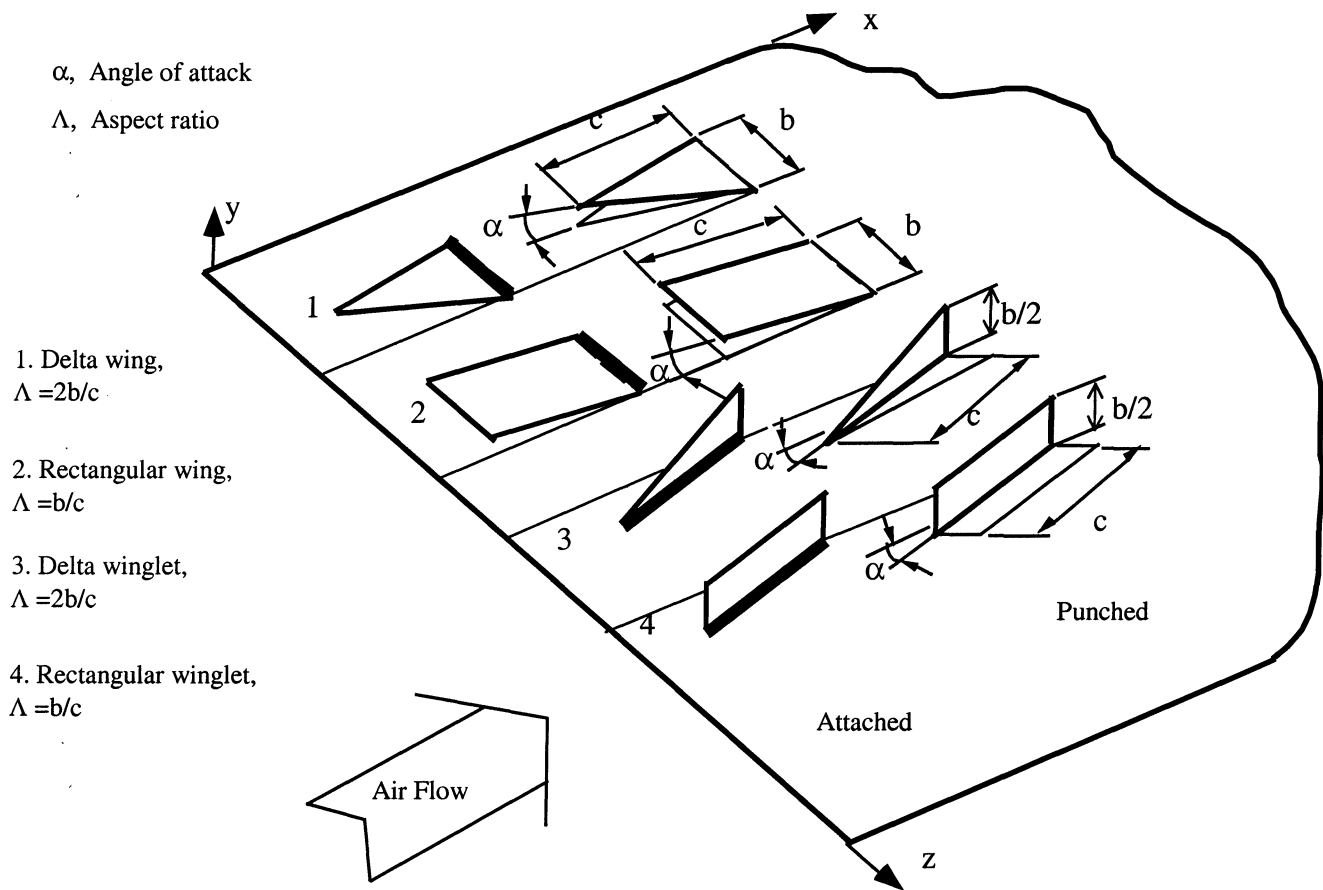 x
α, Angle of attack
Λ, Aspect ratio
c
b
α
y
c
b
1
b/2
α
1. Delta wing,
Λ =2b/c
2
c
b/2
α
2. Rectangular wing,
Λ =b/c
3
c
α
3. Delta winglet,
Λ =2b/c
4
Punched
4. Rectangular winglet,
Λ =b/c
Attached
Air Flow
z